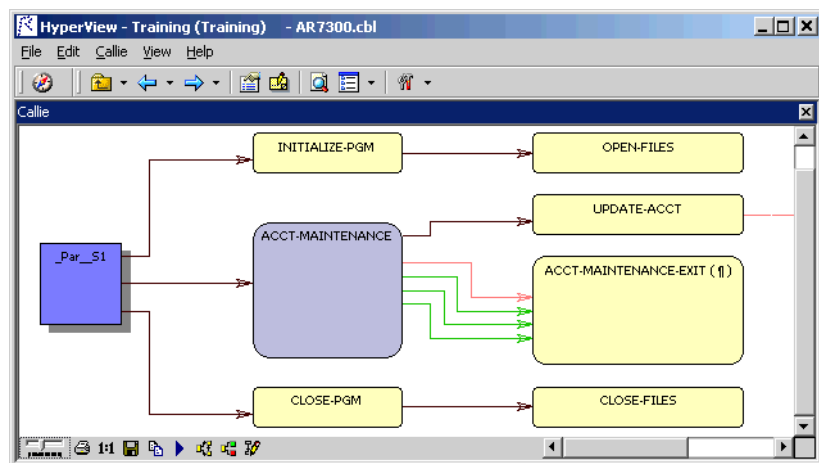 HyperView - Training (Training) - AR7300.cbl
File Edit Callie View Help
Callie
INITIALIZE-PGM
OPEN-FILES
UPDATE-ACCT
ACCT-MAINTENANCE
_Par__S1
ACCT-MAINTENANCE-EXIT (¶)
CLOSE-PGM
CLOSE-FILES
1:1